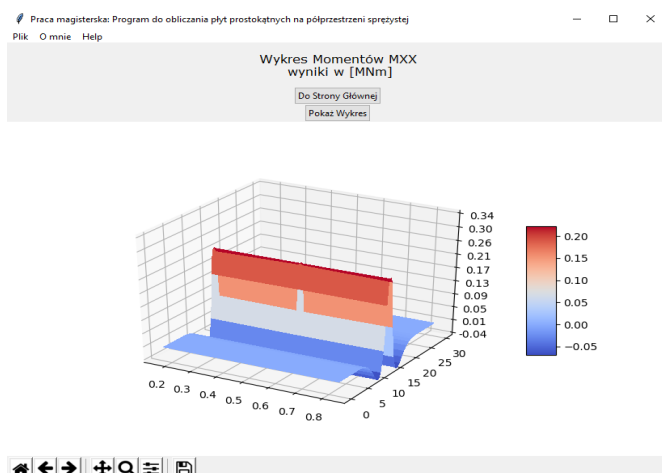 Praca magisterska: Program do obliczania płyt prostokątnych na półprzestrzeni sprężystej
Plik O mnie Help
Wykres Momentów MXX
wyniki w [MNm]
Do Strony Głównej
Pokaż Wykres
0.34
0.30
0.26
0.21
0.17
0.13
0.09
0.05
0.01
-0.04
0.20
0.15
0.10
0.05
0.00
−0.05
0.2 0.3 0.4 0.5 0.6 0.7 0.8
0 5 10 15 20 25 30